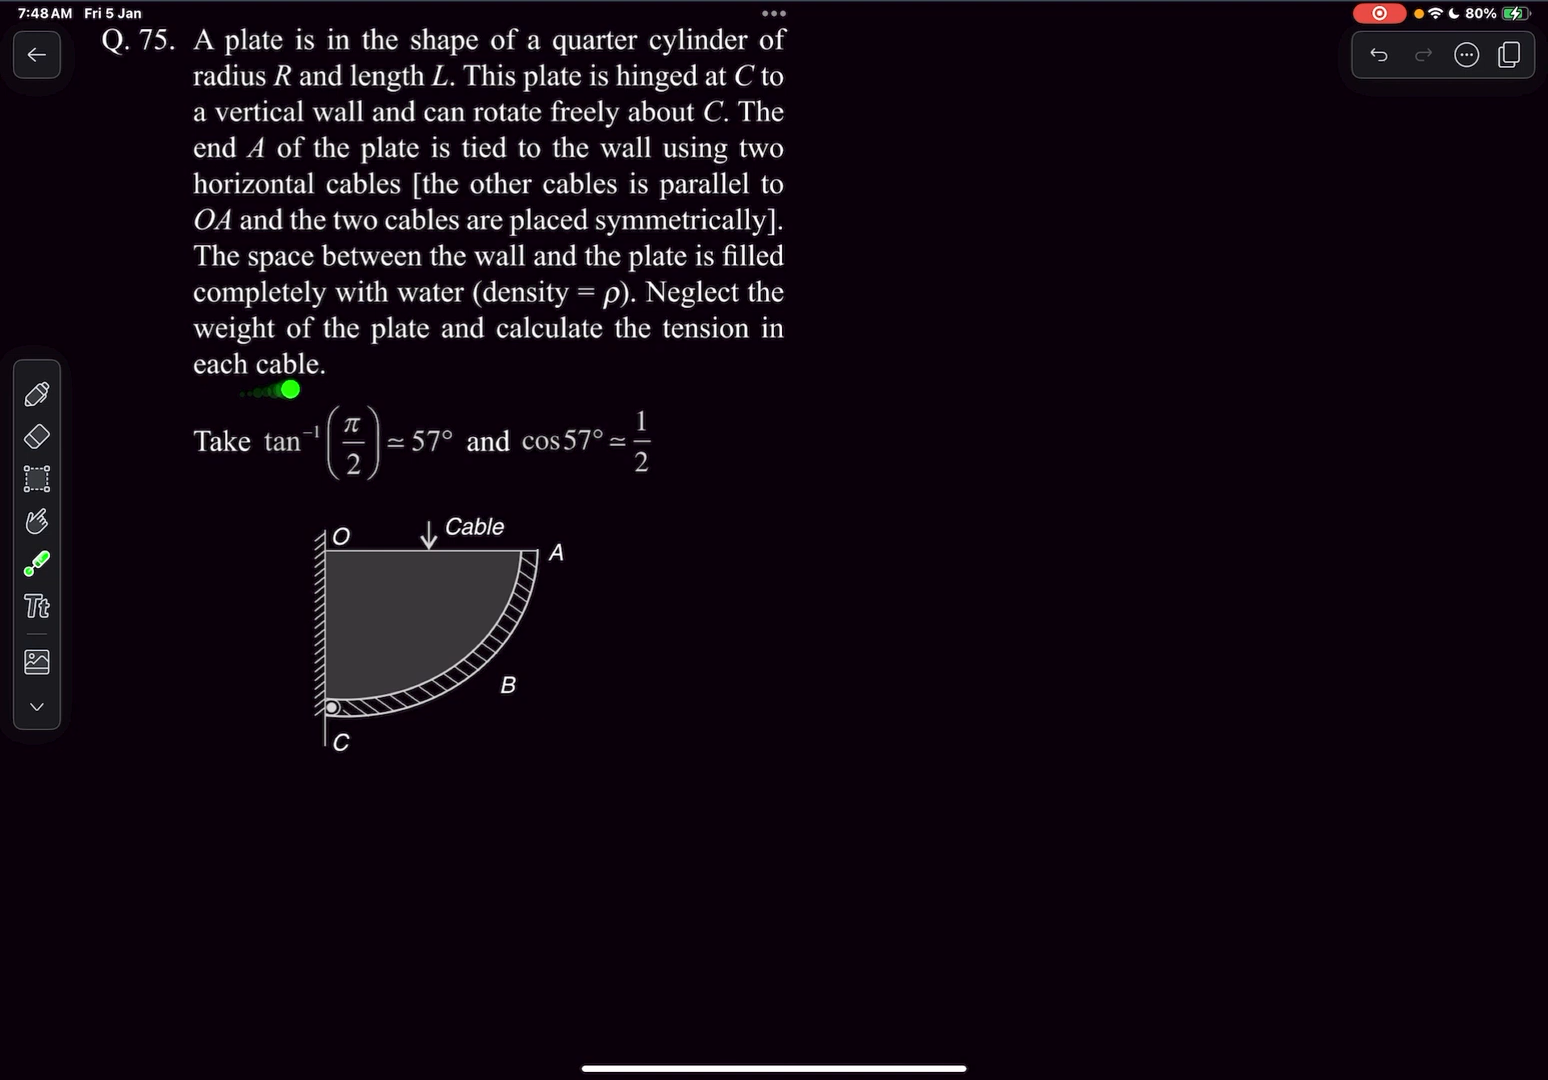 7:48 AM Fri 5 Jan
80%
Q. 75. A plate is in the shape of a quarter cylinder of
radius R and length L. This plate is hinged at C to
a vertical wall and can rotate freely about C. The
end A of the plate is tied to the wall using two
horizontal cables [the other cables is parallel to
OA and the two cables are placed symmetrically].
The space between the wall and the plate is filled
completely with water (density = ρ). Neglect the
weight of the plate and calculate the tension in
each cable.
Take tan⁻¹(π/2) ≃ 57° and cos57° ≃ 1/2
O
Cable
A
B
C
Tt